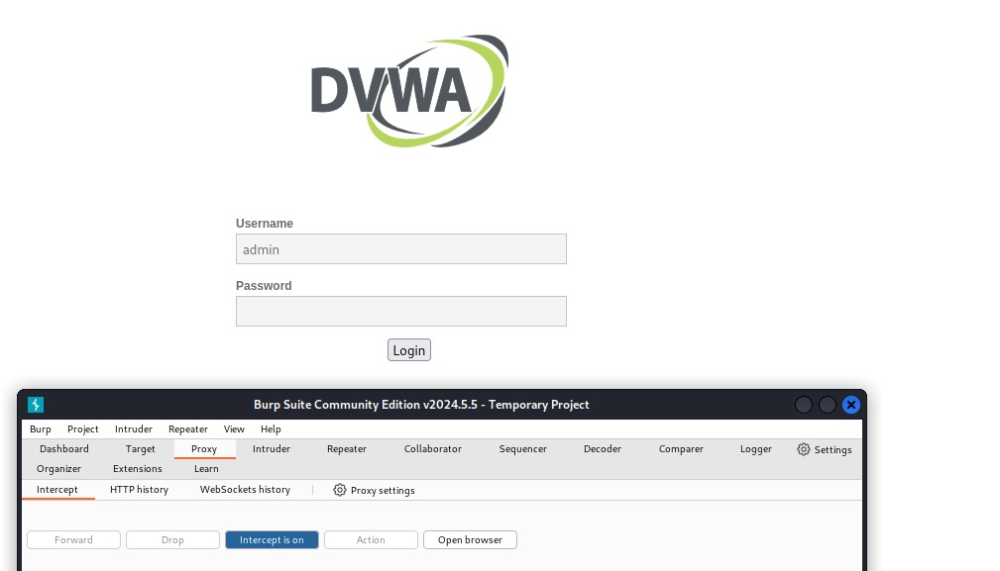 DVWA
Username
admin
Password
Login
Burp Suite Community Edition v2024.5.5 - Temporary Project
Burp Project Intruder Repeater View Help
Dashboard Target Proxy Intruder Repeater Collaborator Sequencer Decoder Comparer Logger Settings
Organizer Extensions Learn
Intercept HTTP history WebSockets history Proxy settings
Forward Drop Intercept is on Action Open browser